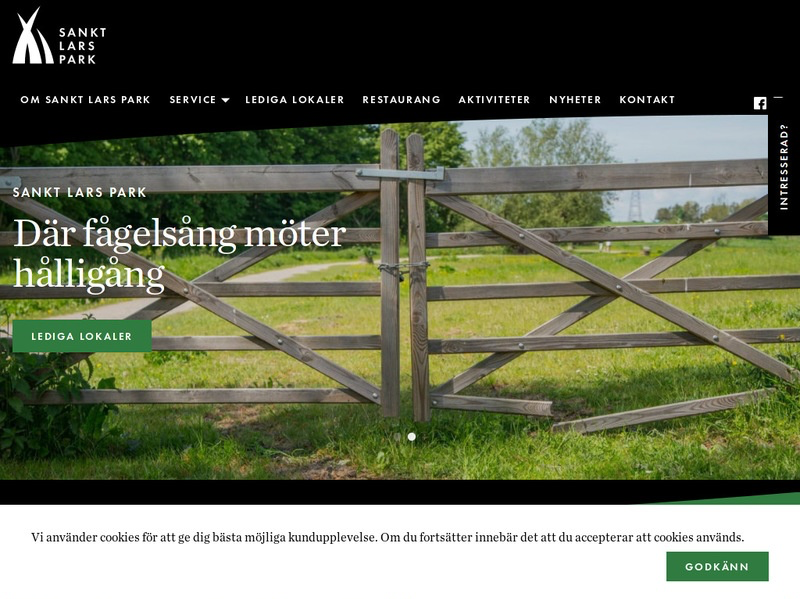 SANKT
LARS
PARK
OM SANKT LARS PARK SERVICE LEDIGA LOKALER RESTAURANG AKTIVITETER NYHETER KONTAKT
INTRESSERAD?
SANKT LARS PARK
Där fågelsång möter
hålligång
LEDIGA LOKALER
Vi använder cookies för att ge dig bästa möjliga kundupplevelse. Om du fortsätter innebär det att du accepterar att cookies används.
GODKÄNN